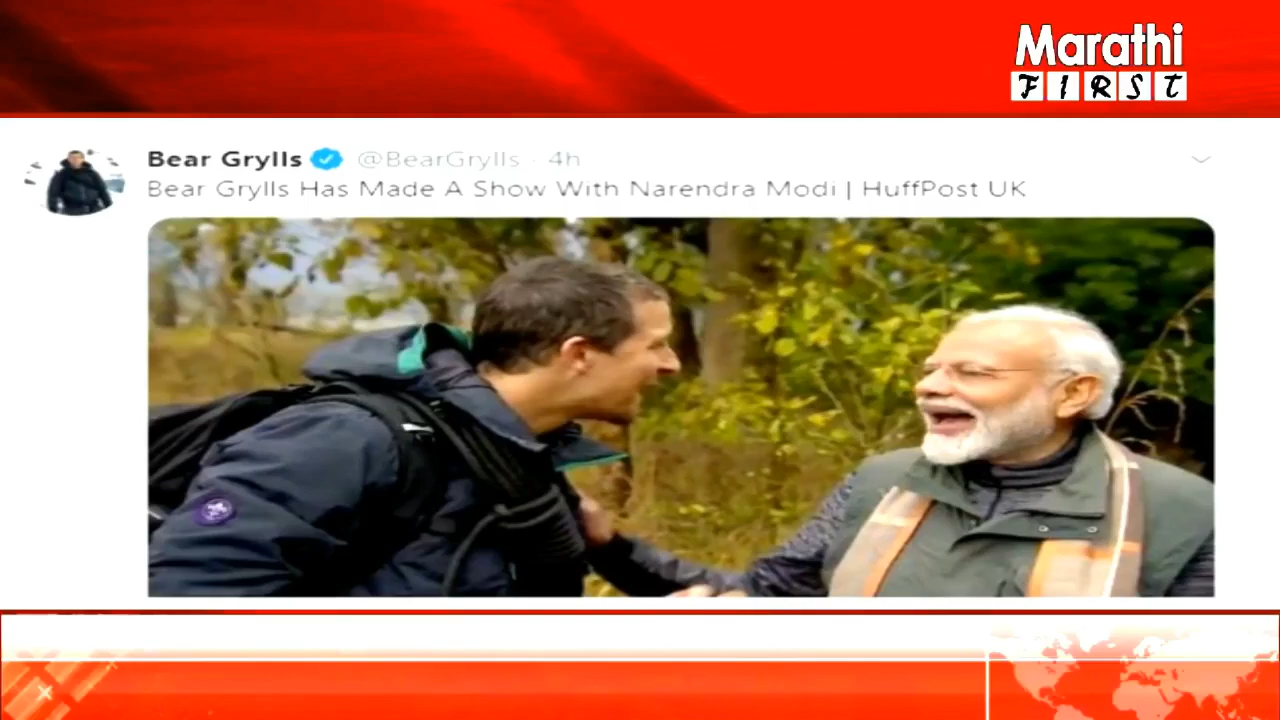 Marathi
FIRST
Bear Grylls @BearGrylls · 4h
Bear Grylls Has Made A Show With Narendra Modi | HuffPost UK